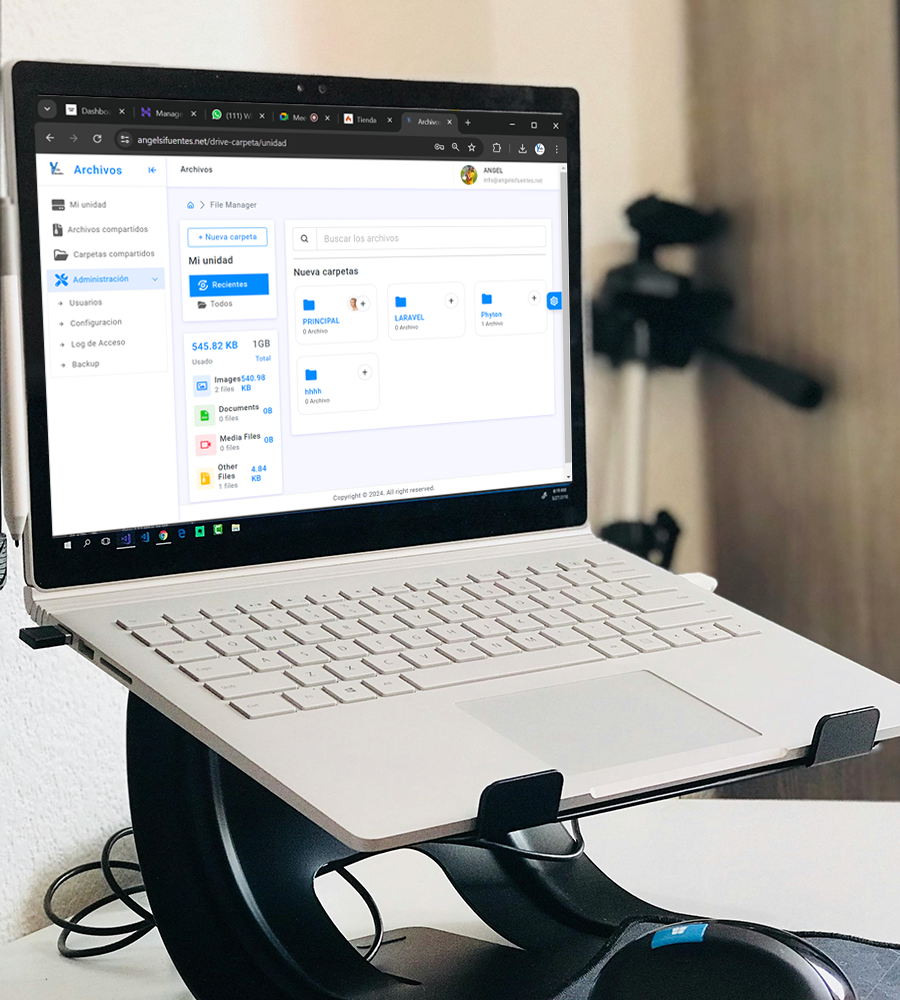 Dashbo
Manage
(111) W
Mee
Tienda
Archivo
angelsifuentes.net/drive-carpeta/unidad
Archivos
Archivos
ANGEL
info@angelsifuentes.net
Mi unidad
Archivos compartidos
Carpetas compartidos
Administración
Usuarios
Configuracion
Log de Acceso
Backup
File Manager
+ Nueva carpeta
Mi unidad
Recientes
Todos
545.82 KB
1GB
Usado
Total
Images
540.98 KB
2 files
Documents
0B
0 files
Media Files
0B
0 files
Other Files
4.84 KB
1 files
Buscar los archivos
Nueva carpetas
PRINCIPAL
0 Archivo
LARAVEL
0 Archivo
Phyton
1 Archivo
hhhh
0 Archivo
Copyright © 2024. All right reserved.